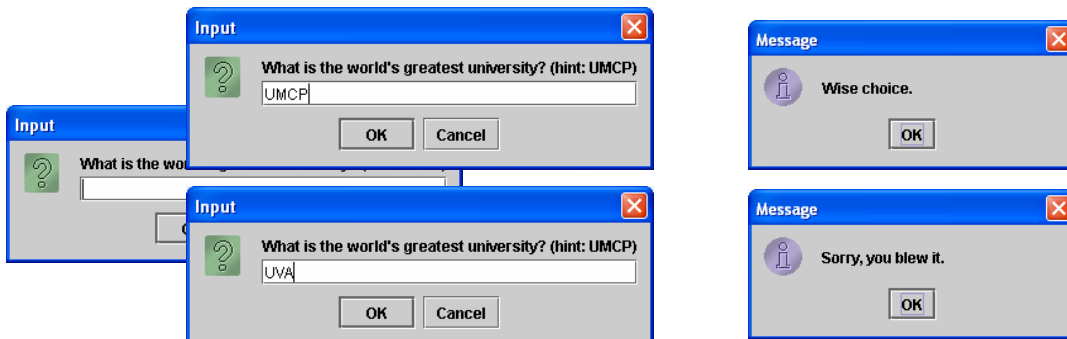 Input
What is the world's greatest university? (hint: UMCP)
UMCP
OK
Cancel
Message
Wise choice.
OK
Input
What is the
Input
What is the world's greatest university? (hint: UMCP)
UVA
OK
Cancel
Message
Sorry, you blew it.
OK